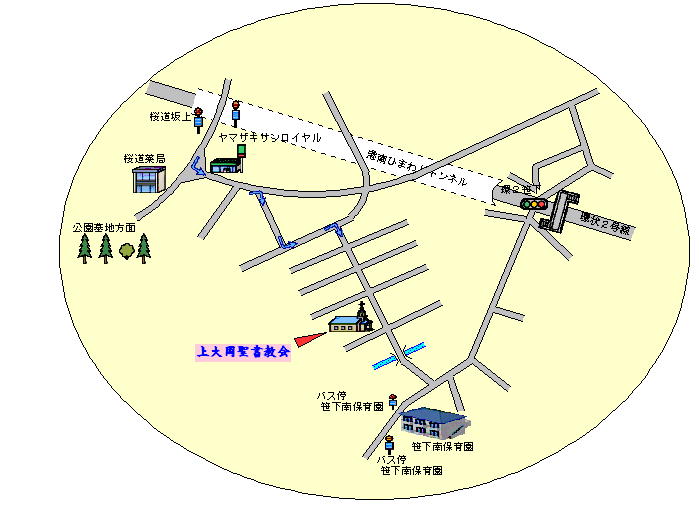 桜道坂上
ヤマザキサンロイヤル
港南ひまわりトンネル
桜道薬局
環2笹下
環状2号線
公園墓地方面
上大岡聖書教会
バス停
笹下南保育園
笹下南保育園
バス停
笹下南保育園